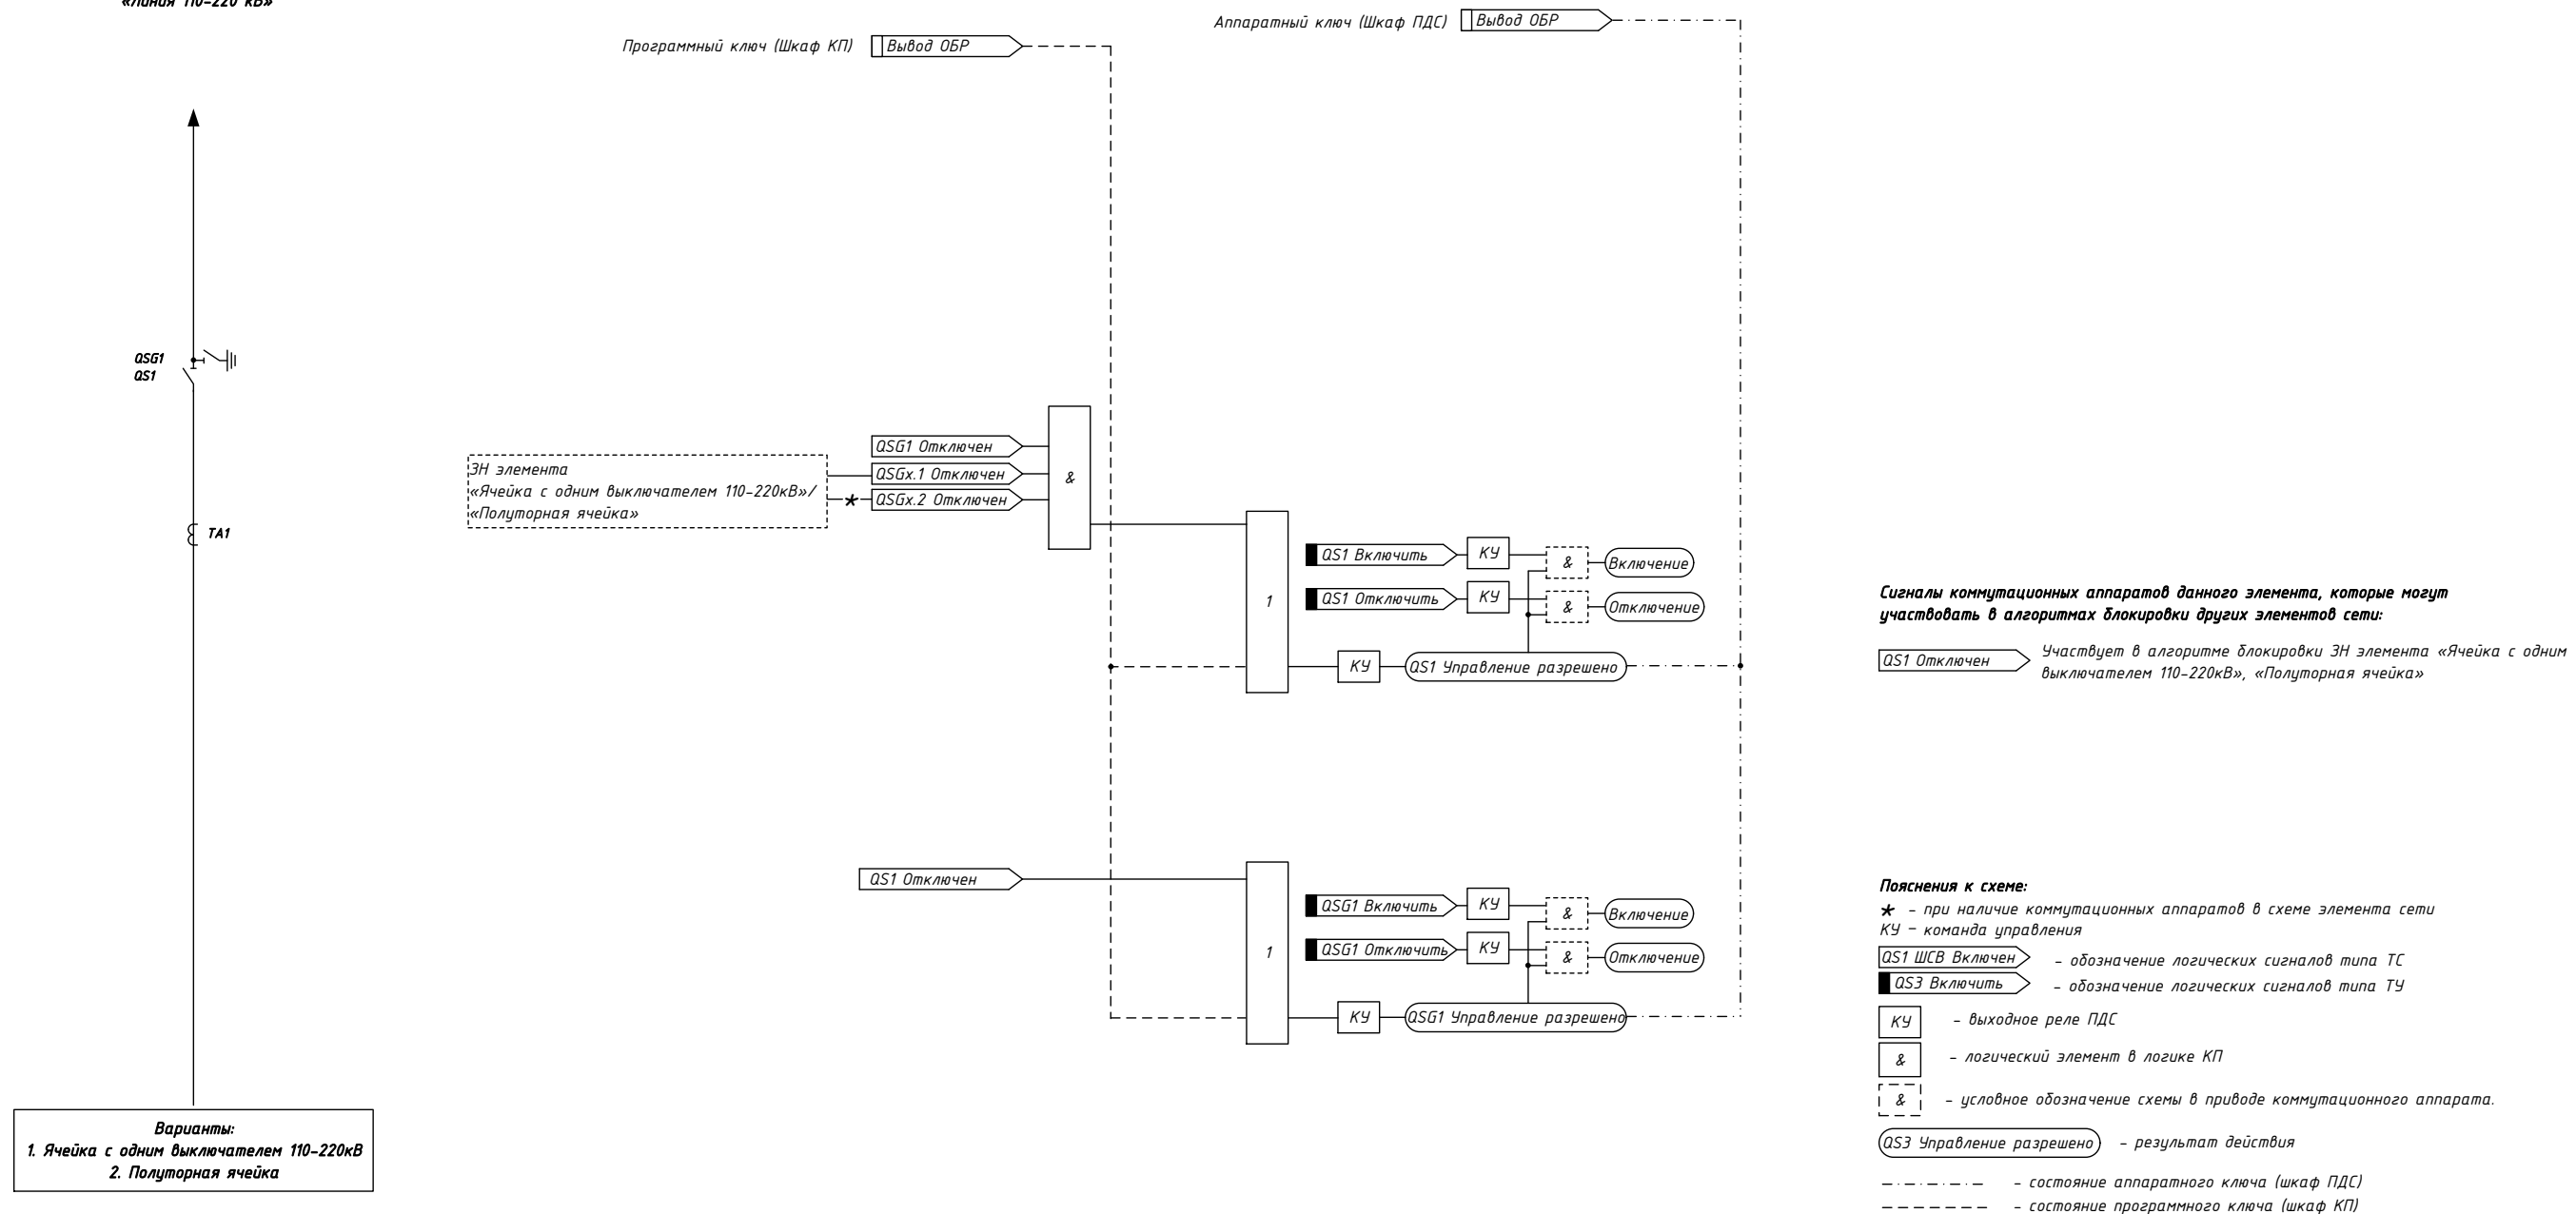 «Линия 110-220 кВ»
Аппаратный ключ (Шкаф ПДС)
Вывод ОБР
Программный ключ (Шкаф КП)
Вывод ОБР
QSG1
QS1
TA1
QSG1 Отключен
ЗН элемента
«Ячейка с одним выключателем 110-220кВ»/
«Полуторная ячейка»
QSGx.1 Отключен
*
QSGx.2 Отключен
&
1
QS1 Включить
КУ
&
Включение
QS1 Отключить
КУ
&
Отключение
КУ
QS1 Управление разрешено
QS1 Отключен
1
QSG1 Включить
КУ
&
Включение
QSG1 Отключить
КУ
&
Отключение
КУ
QSG1 Управление разрешено
Варианты:
1. Ячейка с одним выключателем 110-220кВ
2. Полуторная ячейка
Сигналы коммутационных аппаратов данного элемента, которые могут
участвовать в алгоритмах блокировки других элементов сети:
QS1 Отключен
Участвует в алгоритме блокировки ЗН элемента «Ячейка с одним
выключателем 110-220кВ», «Полуторная ячейка»
Пояснения к схеме:
* - при наличие коммутационных аппаратов в схеме элемента сети
КУ - команда управления
QS1 ШСВ Включен - обозначение логических сигналов типа ТС
QS3 Включить - обозначение логических сигналов типа ТУ
КУ - выходное реле ПДС
& - логический элемент в логике КП
& - условное обозначение схемы в приводе коммутационного аппарата.
QS3 Управление разрешено - результат действия
- состояние аппаратного ключа (шкаф ПДС)
- состояние программного ключа (шкаф КП)